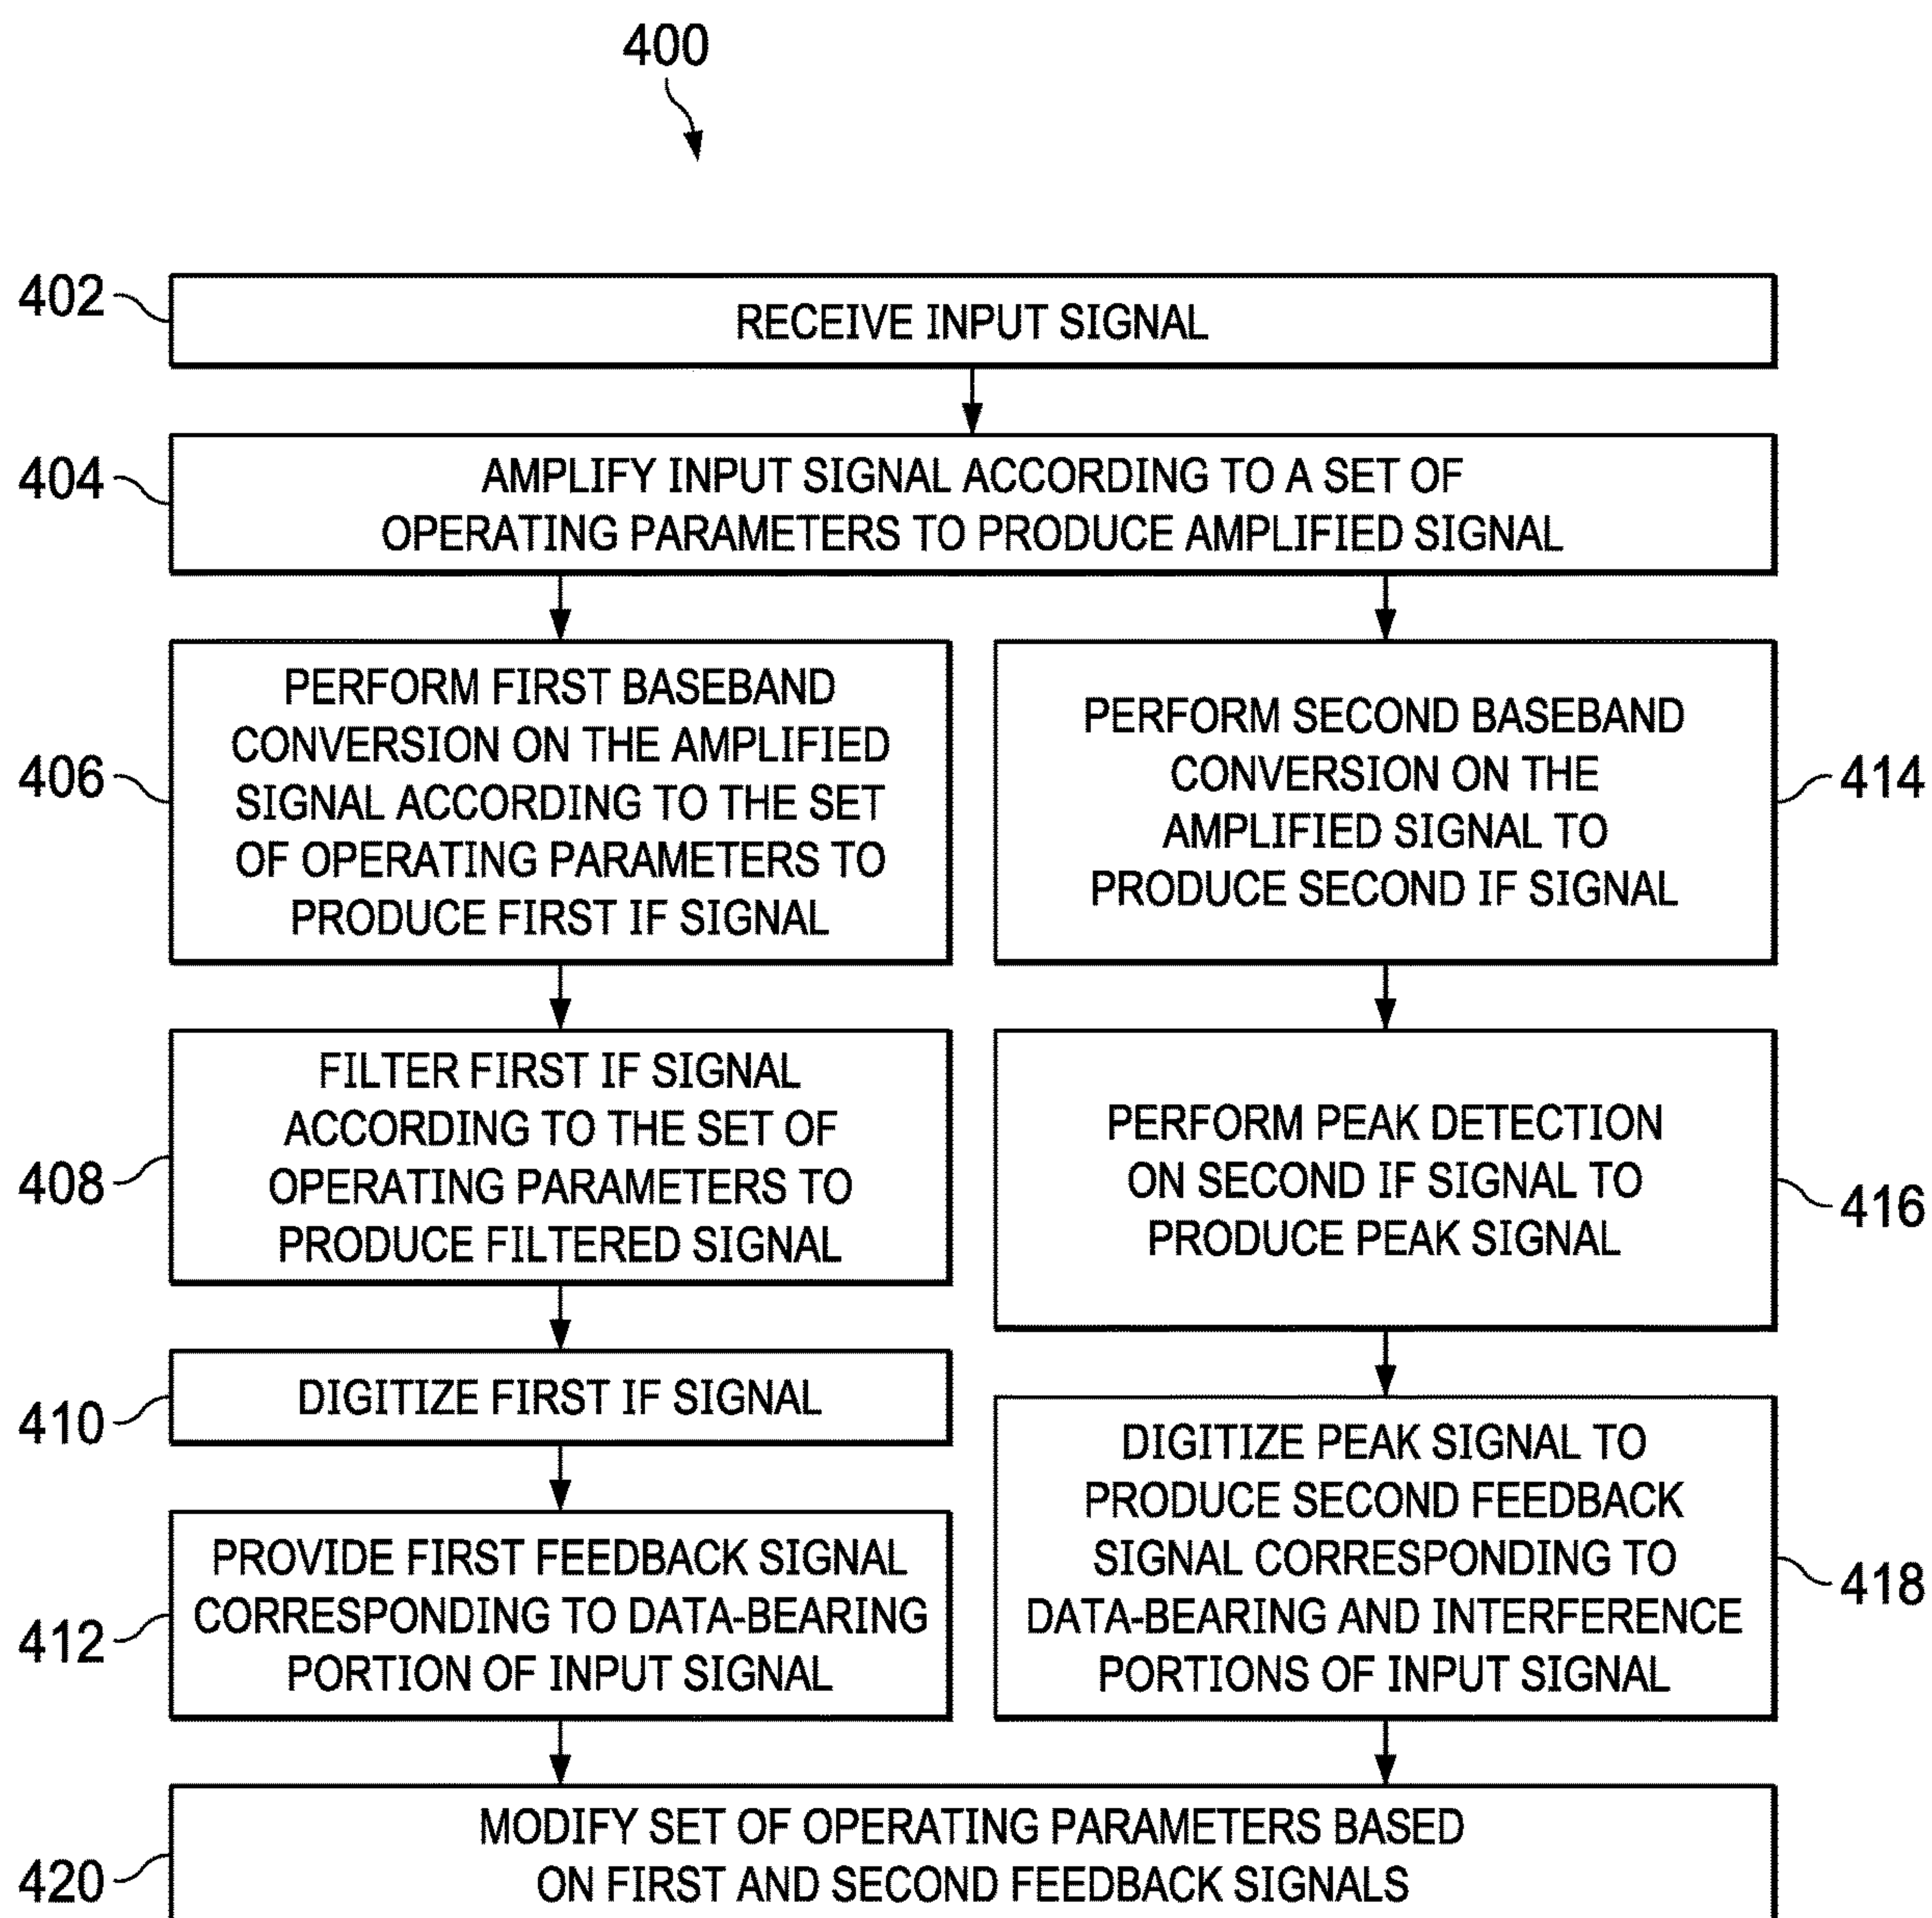 400
402
RECEIVE INPUT SIGNAL
404
AMPLIFY INPUT SIGNAL ACCORDING TO A SET OF
OPERATING PARAMETERS TO PRODUCE AMPLIFIED SIGNAL
406
PERFORM FIRST BASEBAND
CONVERSION ON THE AMPLIFIED
SIGNAL ACCORDING TO THE SET
OF OPERATING PARAMETERS TO
PRODUCE FIRST IF SIGNAL
408
FILTER FIRST IF SIGNAL
ACCORDING TO THE SET OF
OPERATING PARAMETERS TO
PRODUCE FILTERED SIGNAL
410
DIGITIZE FIRST IF SIGNAL
412
PROVIDE FIRST FEEDBACK SIGNAL
CORRESPONDING TO DATA-BEARING
PORTION OF INPUT SIGNAL
PERFORM SECOND BASEBAND
CONVERSION ON THE
AMPLIFIED SIGNAL TO
PRODUCE SECOND IF SIGNAL
414
PERFORM PEAK DETECTION
ON SECOND IF SIGNAL TO
PRODUCE PEAK SIGNAL
416
DIGITIZE PEAK SIGNAL TO
PRODUCE SECOND FEEDBACK
SIGNAL CORRESPONDING TO
DATA-BEARING AND INTERFERENCE
PORTIONS OF INPUT SIGNAL
418
420
MODIFY SET OF OPERATING PARAMETERS BASED
ON FIRST AND SECOND FEEDBACK SIGNALS